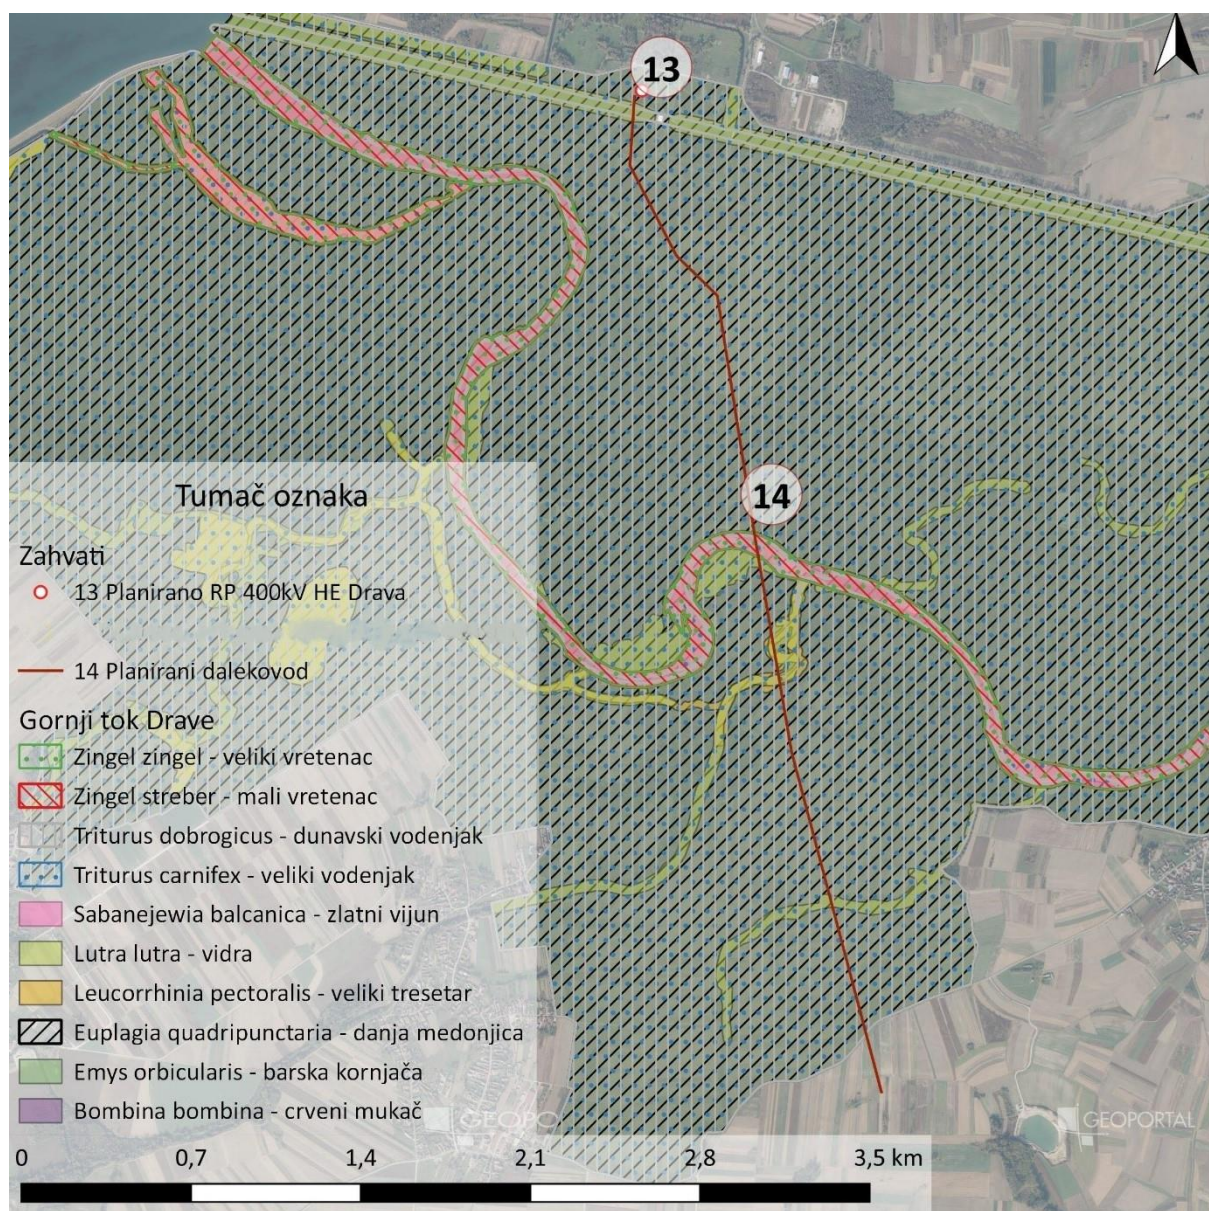 13
14
Tumač oznaka
Zahvati
13 Planirano RP 400kV HE Drava
14 Planirani dalekovod
Gornji tok Drave
Zingel zingel - veliki vretenac
Zingel streber - mali vretenac
Triturus dobrogicus - dunavski vodenjak
Triturus carnifex - veliki vodenjak
Sabanejewia balcanica - zlatni vijun
Lutra lutra - vidra
Leucorrhinia pectoralis - veliki tresetar
Euplagia quadripunctaria - danja medonjica
Emys orbicularis - barska kornjača
Bombina bombina - crveni mukač
GEOPO
GEOPORTAL
0 0,7 1,4 2,1 2,8 3,5 km